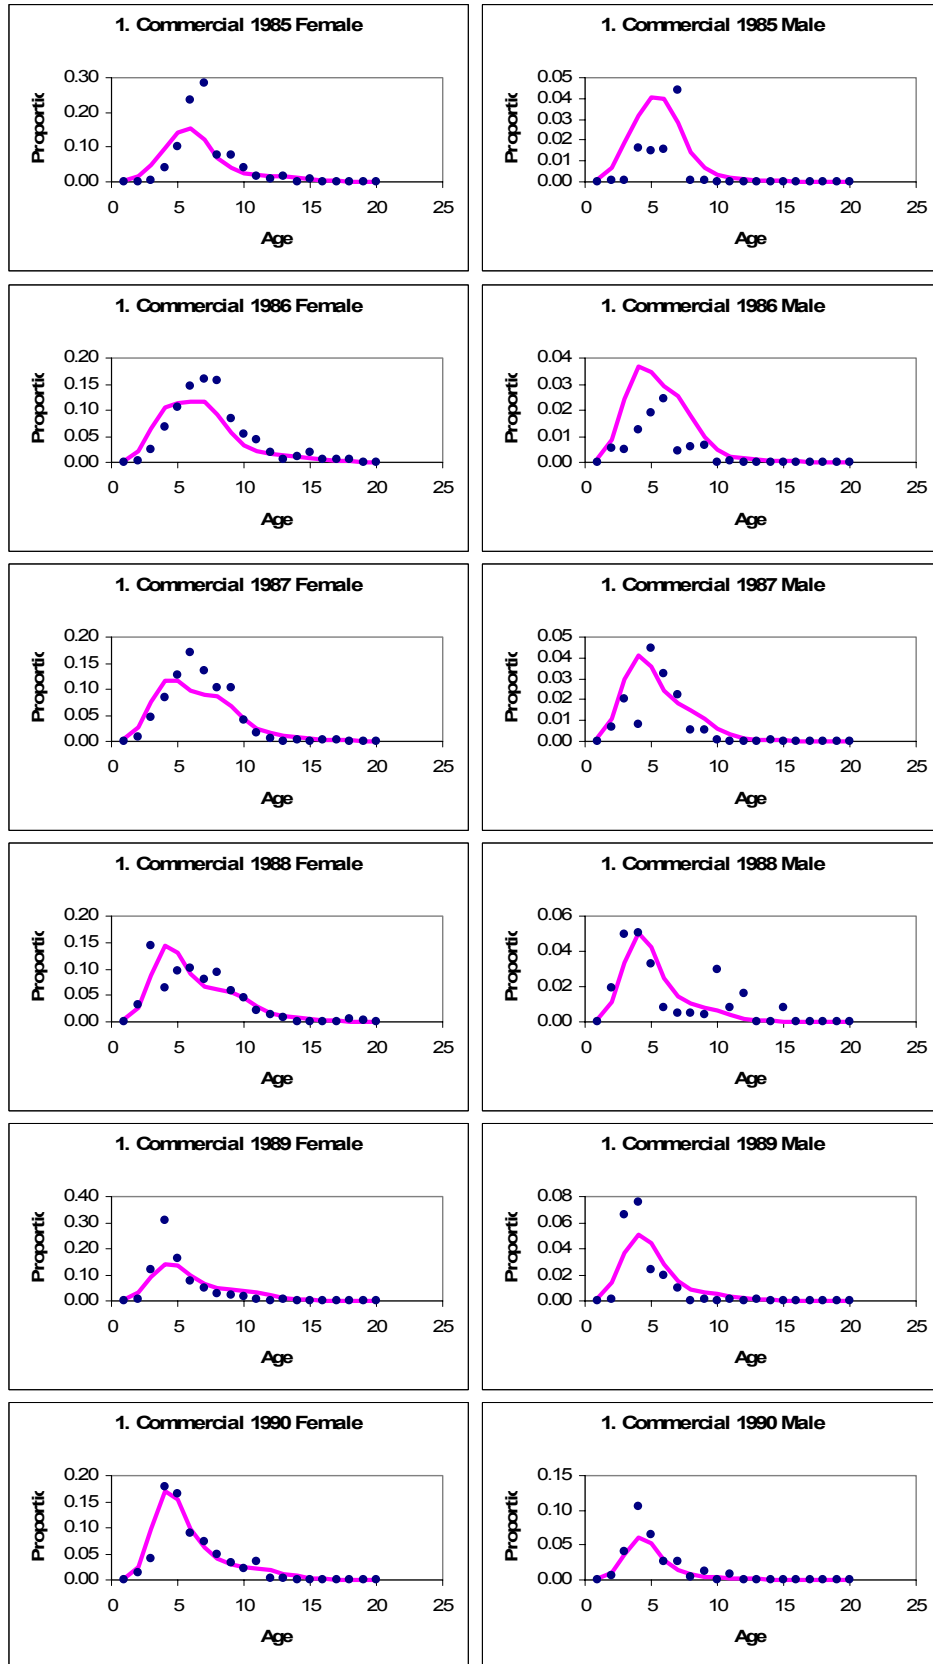 1. Commercial 1985 Female
0.30
0.20
0.10
0.00
Proportic
0 5 10 15 20 25
Age
1. Commercial 1985 Male
0.05
0.04
0.03
0.02
0.01
0.00
Proportic
0 5 10 15 20 25
Age
1. Commercial 1986 Female
0.20
0.15
0.10
0.05
0.00
Proportic
0 5 10 15 20 25
Age
1. Commercial 1986 Male
0.04
0.03
0.02
0.01
0.00
Proportic
0 5 10 15 20 25
Age
1. Commercial 1987 Female
0.20
0.15
0.10
0.05
0.00
Proportic
0 5 10 15 20 25
Age
1. Commercial 1987 Male
0.05
0.04
0.03
0.02
0.01
0.00
Proportic
0 5 10 15 20 25
Age
1. Commercial 1988 Female
0.20
0.15
0.10
0.05
0.00
Proportic
0 5 10 15 20 25
Age
1. Commercial 1988 Male
0.06
0.04
0.02
0.00
Proportic
0 5 10 15 20 25
Age
1. Commercial 1989 Female
0.40
0.30
0.20
0.10
0.00
Proportic
0 5 10 15 20 25
Age
1. Commercial 1989 Male
0.08
0.06
0.04
0.02
0.00
Proportic
0 5 10 15 20 25
Age
1. Commercial 1990 Female
0.20
0.15
0.10
0.05
0.00
Proportic
0 5 10 15 20 25
Age
1. Commercial 1990 Male
0.15
0.10
0.05
0.00
Proportic
0 5 10 15 20 25
Age